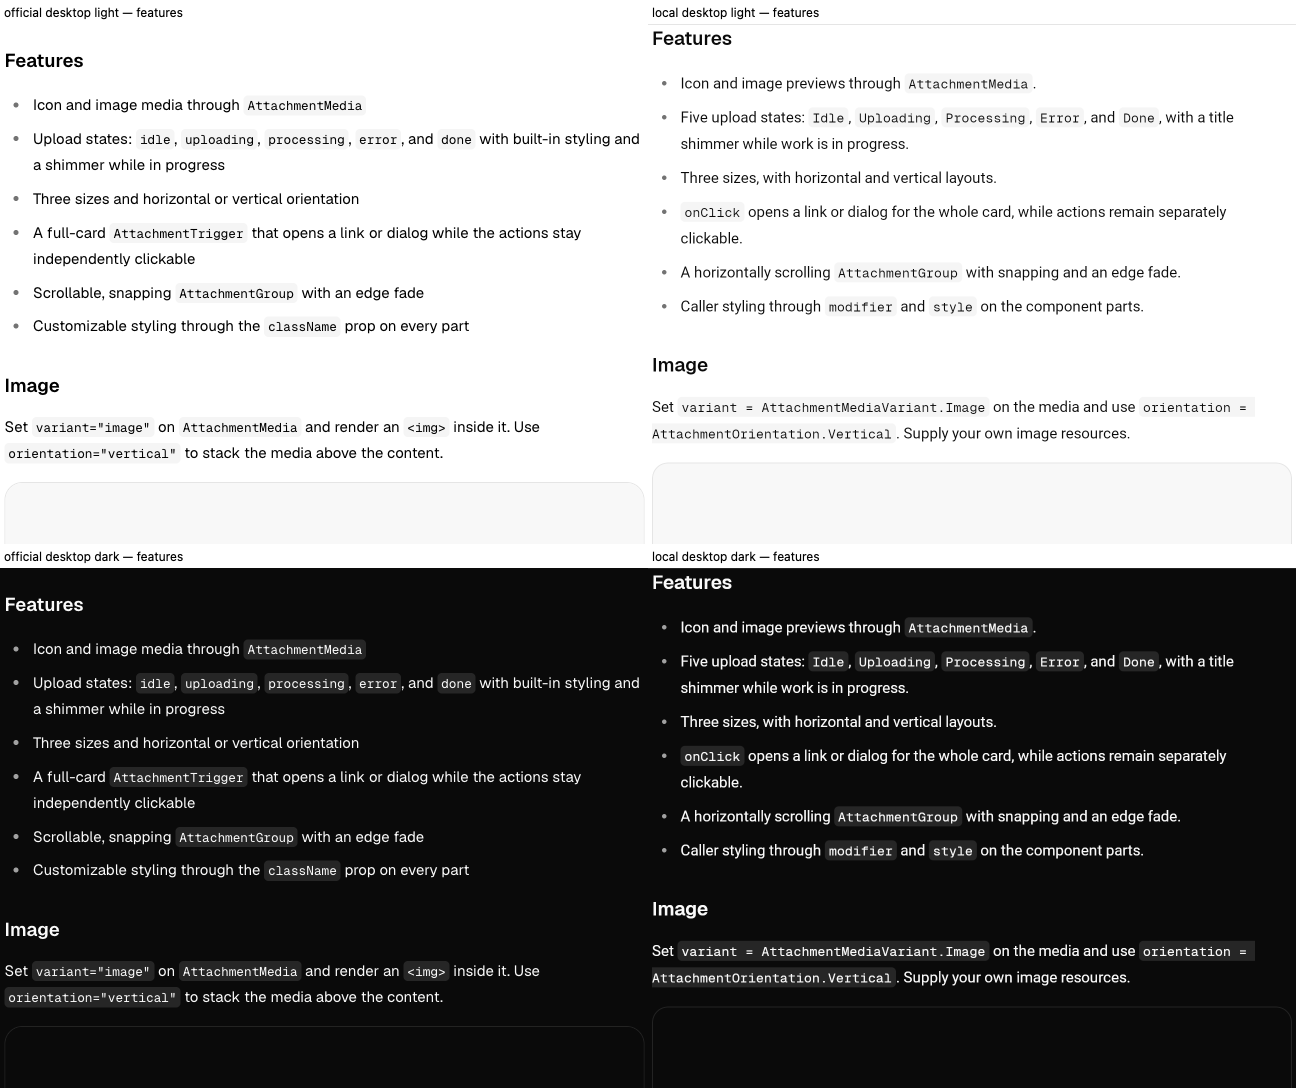 official desktop light — features
Features
Icon and image media through AttachmentMedia
Upload states: idle, uploading, processing, error, and done with built-in styling and
a shimmer while in progress
Three sizes and horizontal or vertical orientation
A full-card AttachmentTrigger that opens a link or dialog while the actions stay
independently clickable
Scrollable, snapping AttachmentGroup with an edge fade
Customizable styling through the className prop on every part
Image
Set variant="image" on AttachmentMedia and render an <img> inside it. Use
orientation="vertical" to stack the media above the content.
local desktop light — features
Features
Icon and image previews through AttachmentMedia.
Five upload states: Idle, Uploading, Processing, Error, and Done, with a title
shimmer while work is in progress.
Three sizes, with horizontal and vertical layouts.
onClick opens a link or dialog for the whole card, while actions remain separately
clickable.
A horizontally scrolling AttachmentGroup with snapping and an edge fade.
Caller styling through modifier and style on the component parts.
Image
Set variant = AttachmentMediaVariant.Image on the media and use orientation =
AttachmentOrientation.Vertical. Supply your own image resources.
official desktop dark — features
Features
Icon and image media through AttachmentMedia
Upload states: idle, uploading, processing, error, and done with built-in styling and
a shimmer while in progress
Three sizes and horizontal or vertical orientation
A full-card AttachmentTrigger that opens a link or dialog while the actions stay
independently clickable
Scrollable, snapping AttachmentGroup with an edge fade
Customizable styling through the className prop on every part
Image
Set variant="image" on AttachmentMedia and render an <img> inside it. Use
orientation="vertical" to stack the media above the content.
local desktop dark — features
Features
Icon and image previews through AttachmentMedia.
Five upload states: Idle, Uploading, Processing, Error, and Done, with a title
shimmer while work is in progress.
Three sizes, with horizontal and vertical layouts.
onClick opens a link or dialog for the whole card, while actions remain separately
clickable.
A horizontally scrolling AttachmentGroup with snapping and an edge fade.
Caller styling through modifier and style on the component parts.
Image
Set variant = AttachmentMediaVariant.Image on the media and use orientation =
AttachmentOrientation.Vertical. Supply your own image resources.